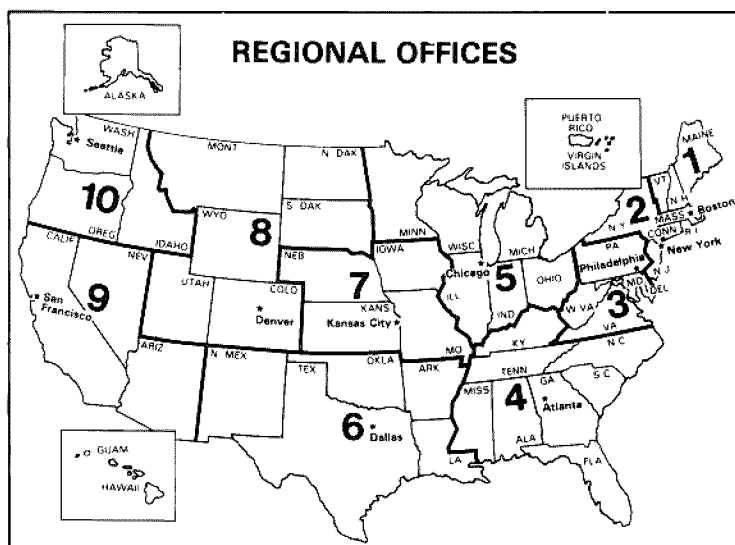 REGIONAL OFFICES
ALASKA
PUERTO
RICO
VIRGIN
ISLANDS
WASH
Seattle
MONT
N DAK
MAINE
1
VT
N H
10
WYO
8
S DAK
MINN
WISC
MICH
2
N Y
MASS
Boston
CONN
R I
OREG
IDAHO
CALIF
NEV
NEB
IOWA
PA
New York
Philadelphia
N J
UTAH
COLO
7
Chicago
5
OHIO
MD
DEL
9
San
Francisco
Denver
KANS
Kansas City
ILL
IND
W VA
3
VA
ARIZ
N MEX
OKLA
MO
KY
N C
TEX
ARK
TENN
MISS
GA
S C
6
Dallas
4
Atlanta
ALA
LA
FLA
GUAM
HAWAII